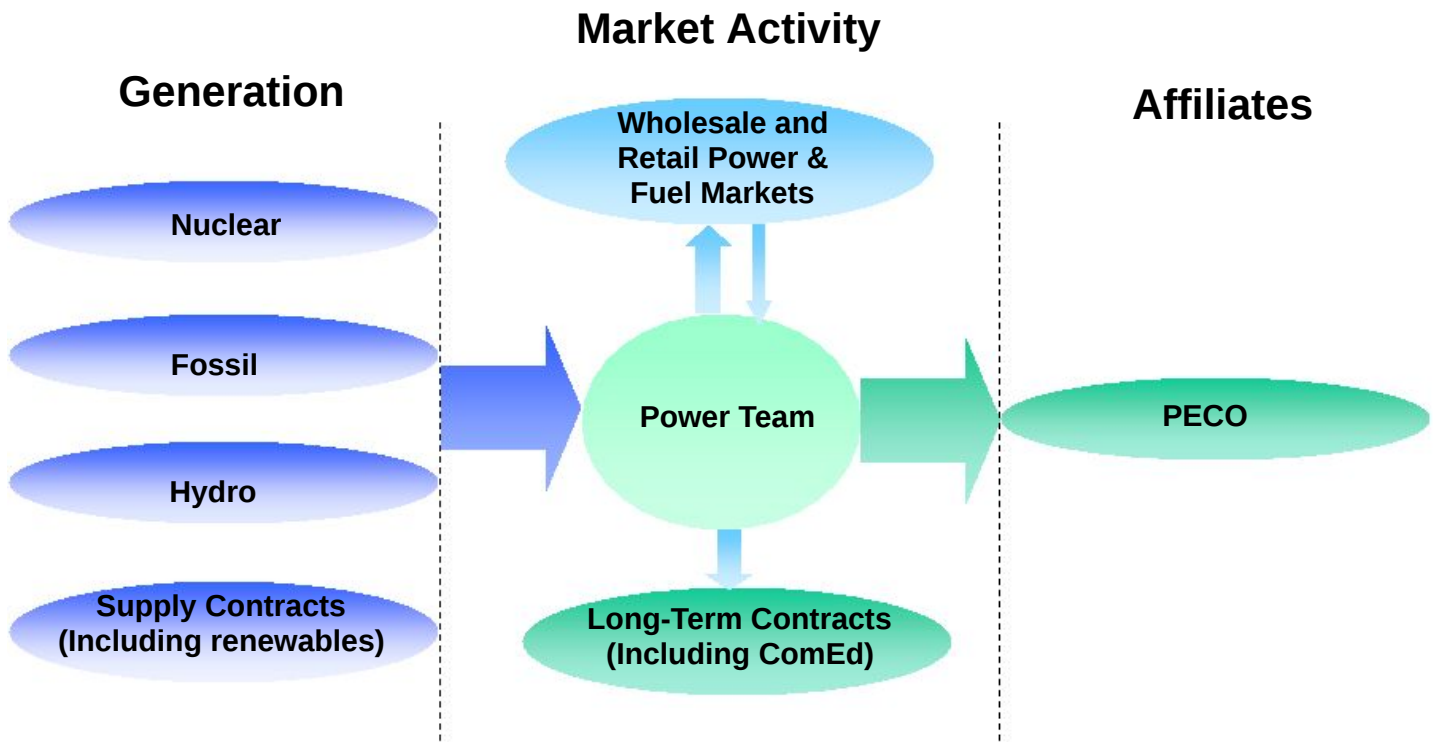 Market Activity
Generation
Affiliates
Wholesale and
Retail Power &
Fuel Markets
Nuclear
Fossil
Hydro
Supply Contracts
(Including renewables)
Power Team
Long-Term Contracts
(Including ComEd)
PECO